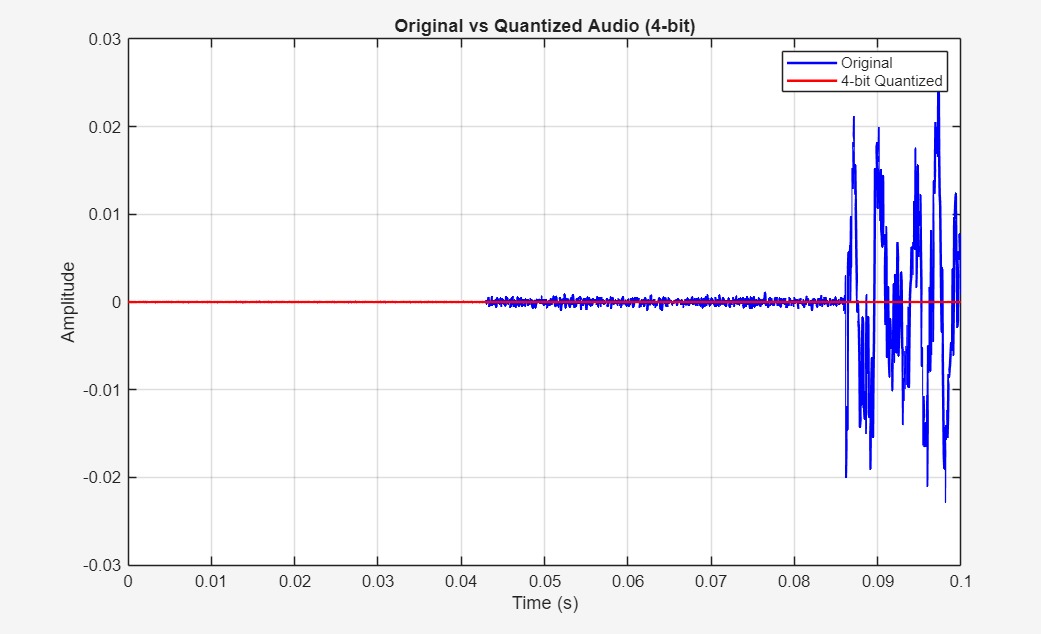 Original vs Quantized Audio (4-bit)
Original
4-bit Quantized
0.03
0.02
0.01
0
-0.01
-0.02
-0.03
Amplitude
0 0.01 0.02 0.03 0.04 0.05 0.06 0.07 0.08 0.09 0.1
Time (s)